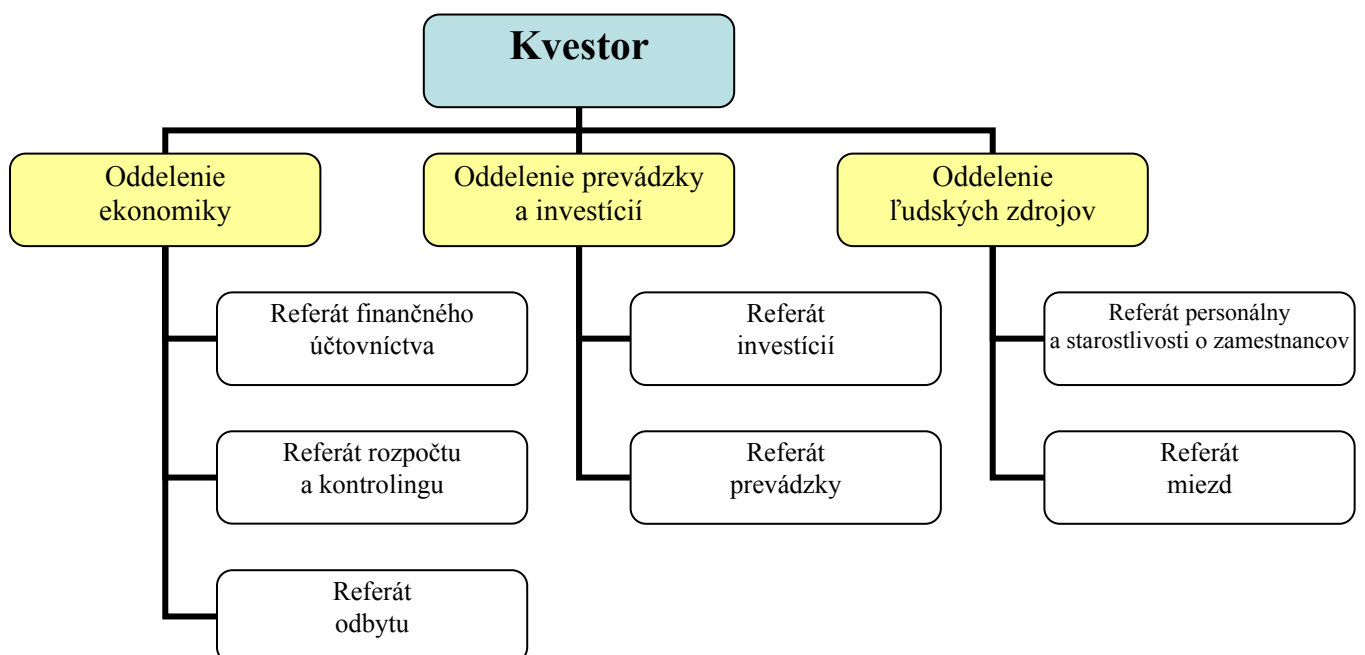 Kvestor
Oddelenie
ekonomiky
Oddelenie prevádzky
a investícií
Oddelenie
ľudských zdrojov
Referát finančného
účtovníctva
Referát
investícií
Referát personálny
a starostlivosti o zamestnancov
Referát rozpočtu
a kontrolingu
Referát
prevádzky
Referát
miezd
Referát
odbytu